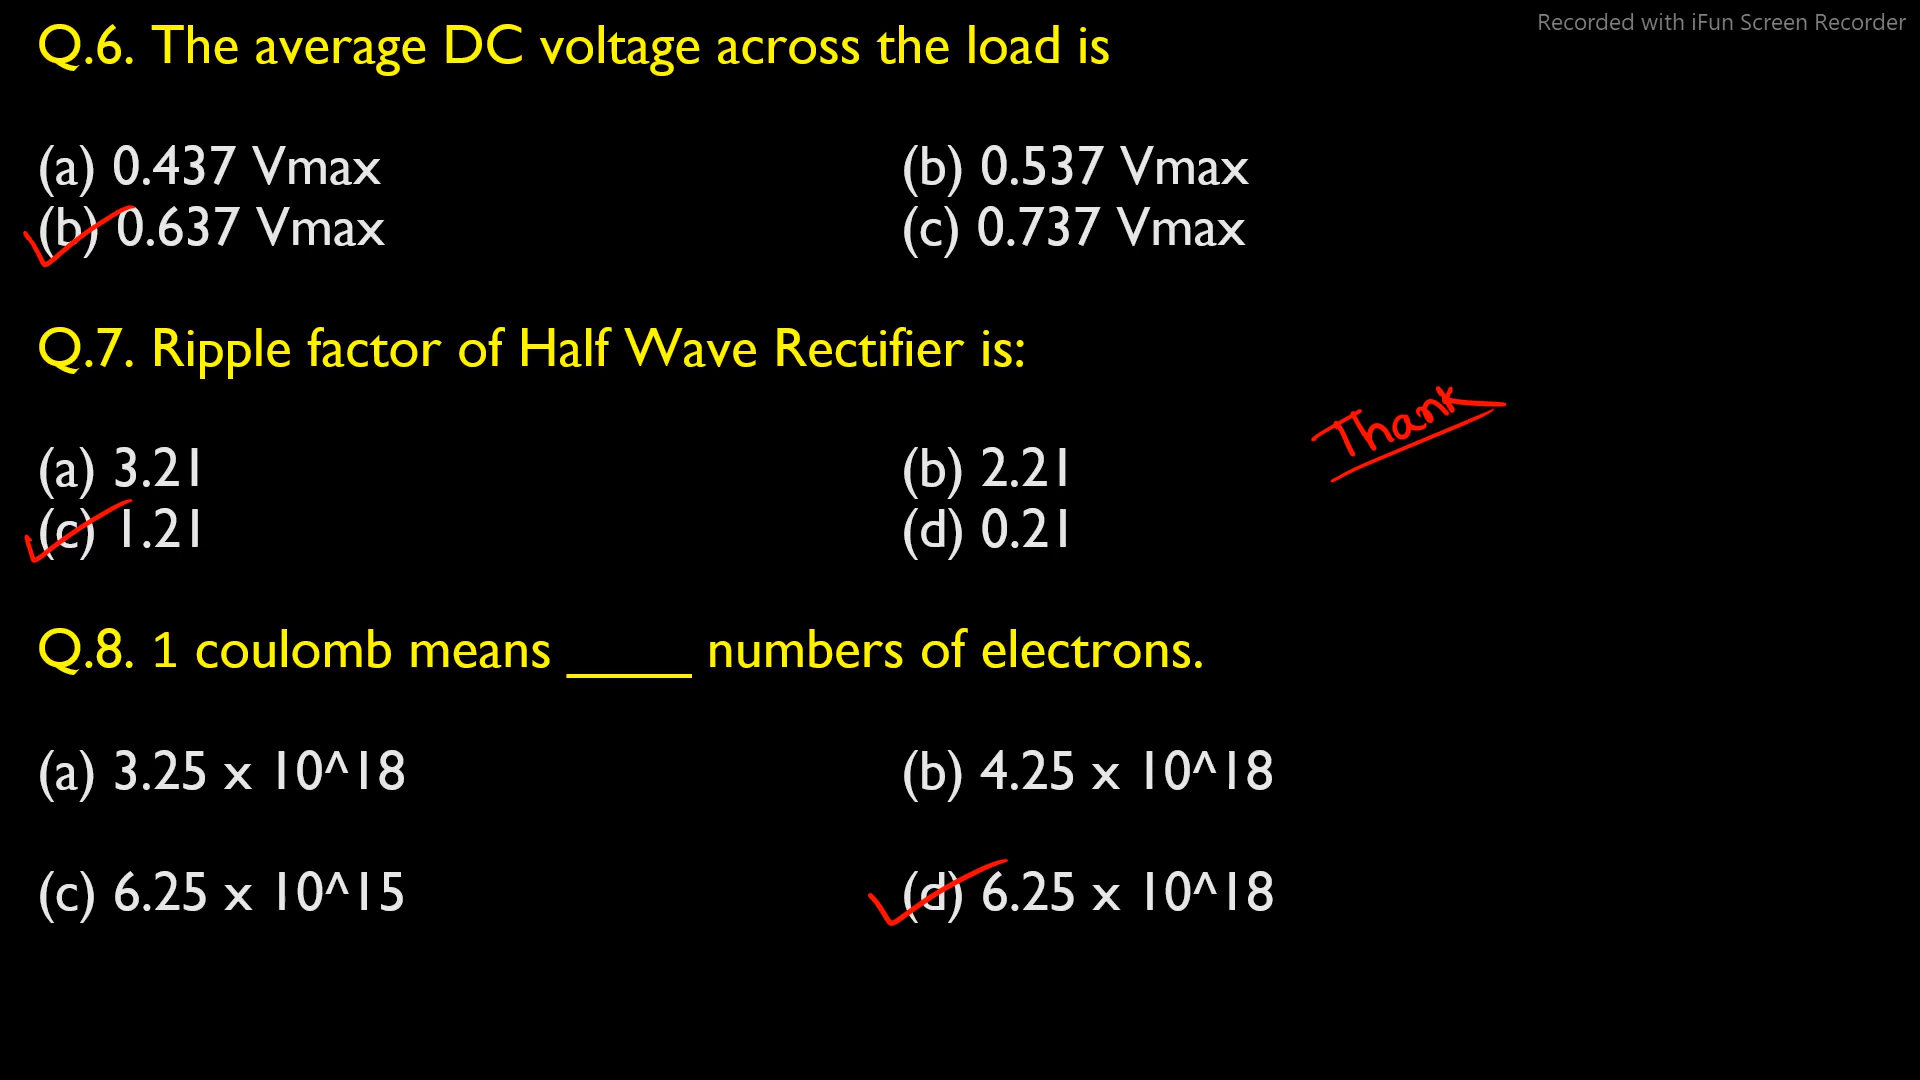 Recorded with iFun Screen Recorder
Q.6. The average DC voltage across the load is
(a) 0.437 Vmax (b) 0.537 Vmax
(b) 0.637 Vmax (c) 0.737 Vmax
Q.7. Ripple factor of Half Wave Rectifier is:
Thank
(a) 3.21 (b) 2.21
(c) 1.21 (d) 0.21
Q.8. 1 coulomb means _____ numbers of electrons.
(a) 3.25 x 10^18 (b) 4.25 x 10^18
(c) 6.25 x 10^15 (d) 6.25 x 10^18